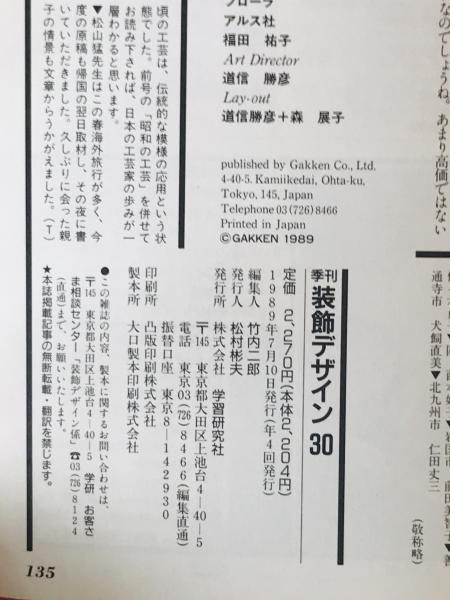 なのでしょうね。あまり高価ではない
フローラ
アルス社
福田 祐子
Art Director
道信 勝彦
Lay-out
道信勝彦＋森 展子
published by Gakken Co., Ltd.
4-40-5. Kamiikedai, Ohta-ku,
Tokyo, 145, Japan
Telephone 03(726)8466
Printed in Japan
©GAKKEN 1989
頃の工芸は、伝統的な模様の応用という状
態でした。前号の「昭和の工芸」を併せて
お読み下されば、日本の工芸家の歩みが一
層わかると思います。
▼松山猛先生はこの春海外旅行が多く、今
度の原稿も帰国の翌日取材し、その夜に書
いていただきました。久しぶりに会った親
子の情景も文章からうかがえました。（T）
通寺市 犬飼直美▼北九州市 仁田丈三
（敬称略）
季刊 装飾デザイン 30
定価 2,270円（本体2,204円）
1989年7月10日発行（年4回発行）
編集人 竹内二郎
発行人 松村彬夫
発行所 株式会社 学習研究社
〒145 東京都大田区上池台4-40-5
電話 東京03(726)8466（編集直通）
振替口座 東京8-142930
印刷所 凸版印刷株式会社
製本所 大口製本印刷株式会社
●この雑誌の内容、製本に関するお問い合わせは、
〒145 東京都大田区上池台4-40-5 学研 お客さ
ま相談センター「装飾デザイン係」☎03(726)8124
（直通）まで、お願いいたします。
★本誌掲載記事の無断転載・翻訳を禁じます。
135